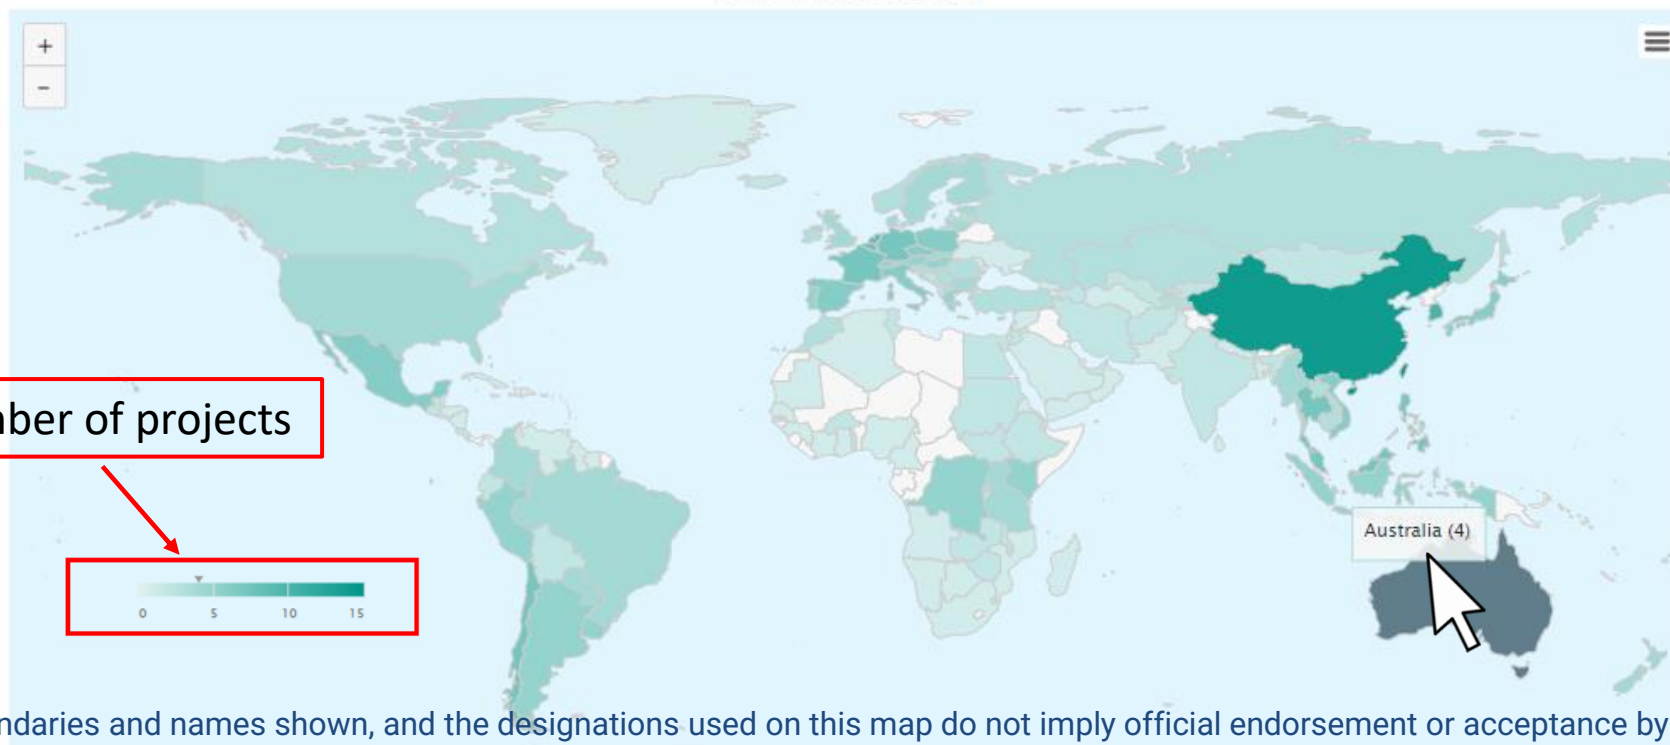 +
−
mber of projects
Australia (4)
0 5 10 15
ndaries and names shown, and the designations used on this map do not imply official endorsement or acceptance by